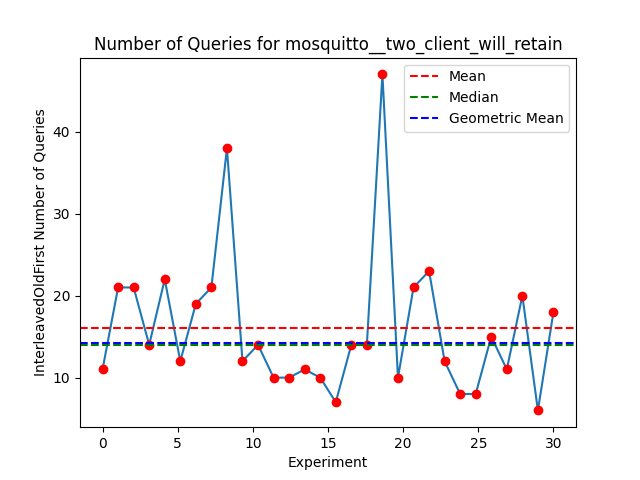 Number of Queries for mosquitto__two_client_will_retain
Mean
Median
Geometric Mean
InterleavedOldFirst Number of Queries
40
30
20
10
0 5 10 15 20 25 30
Experiment